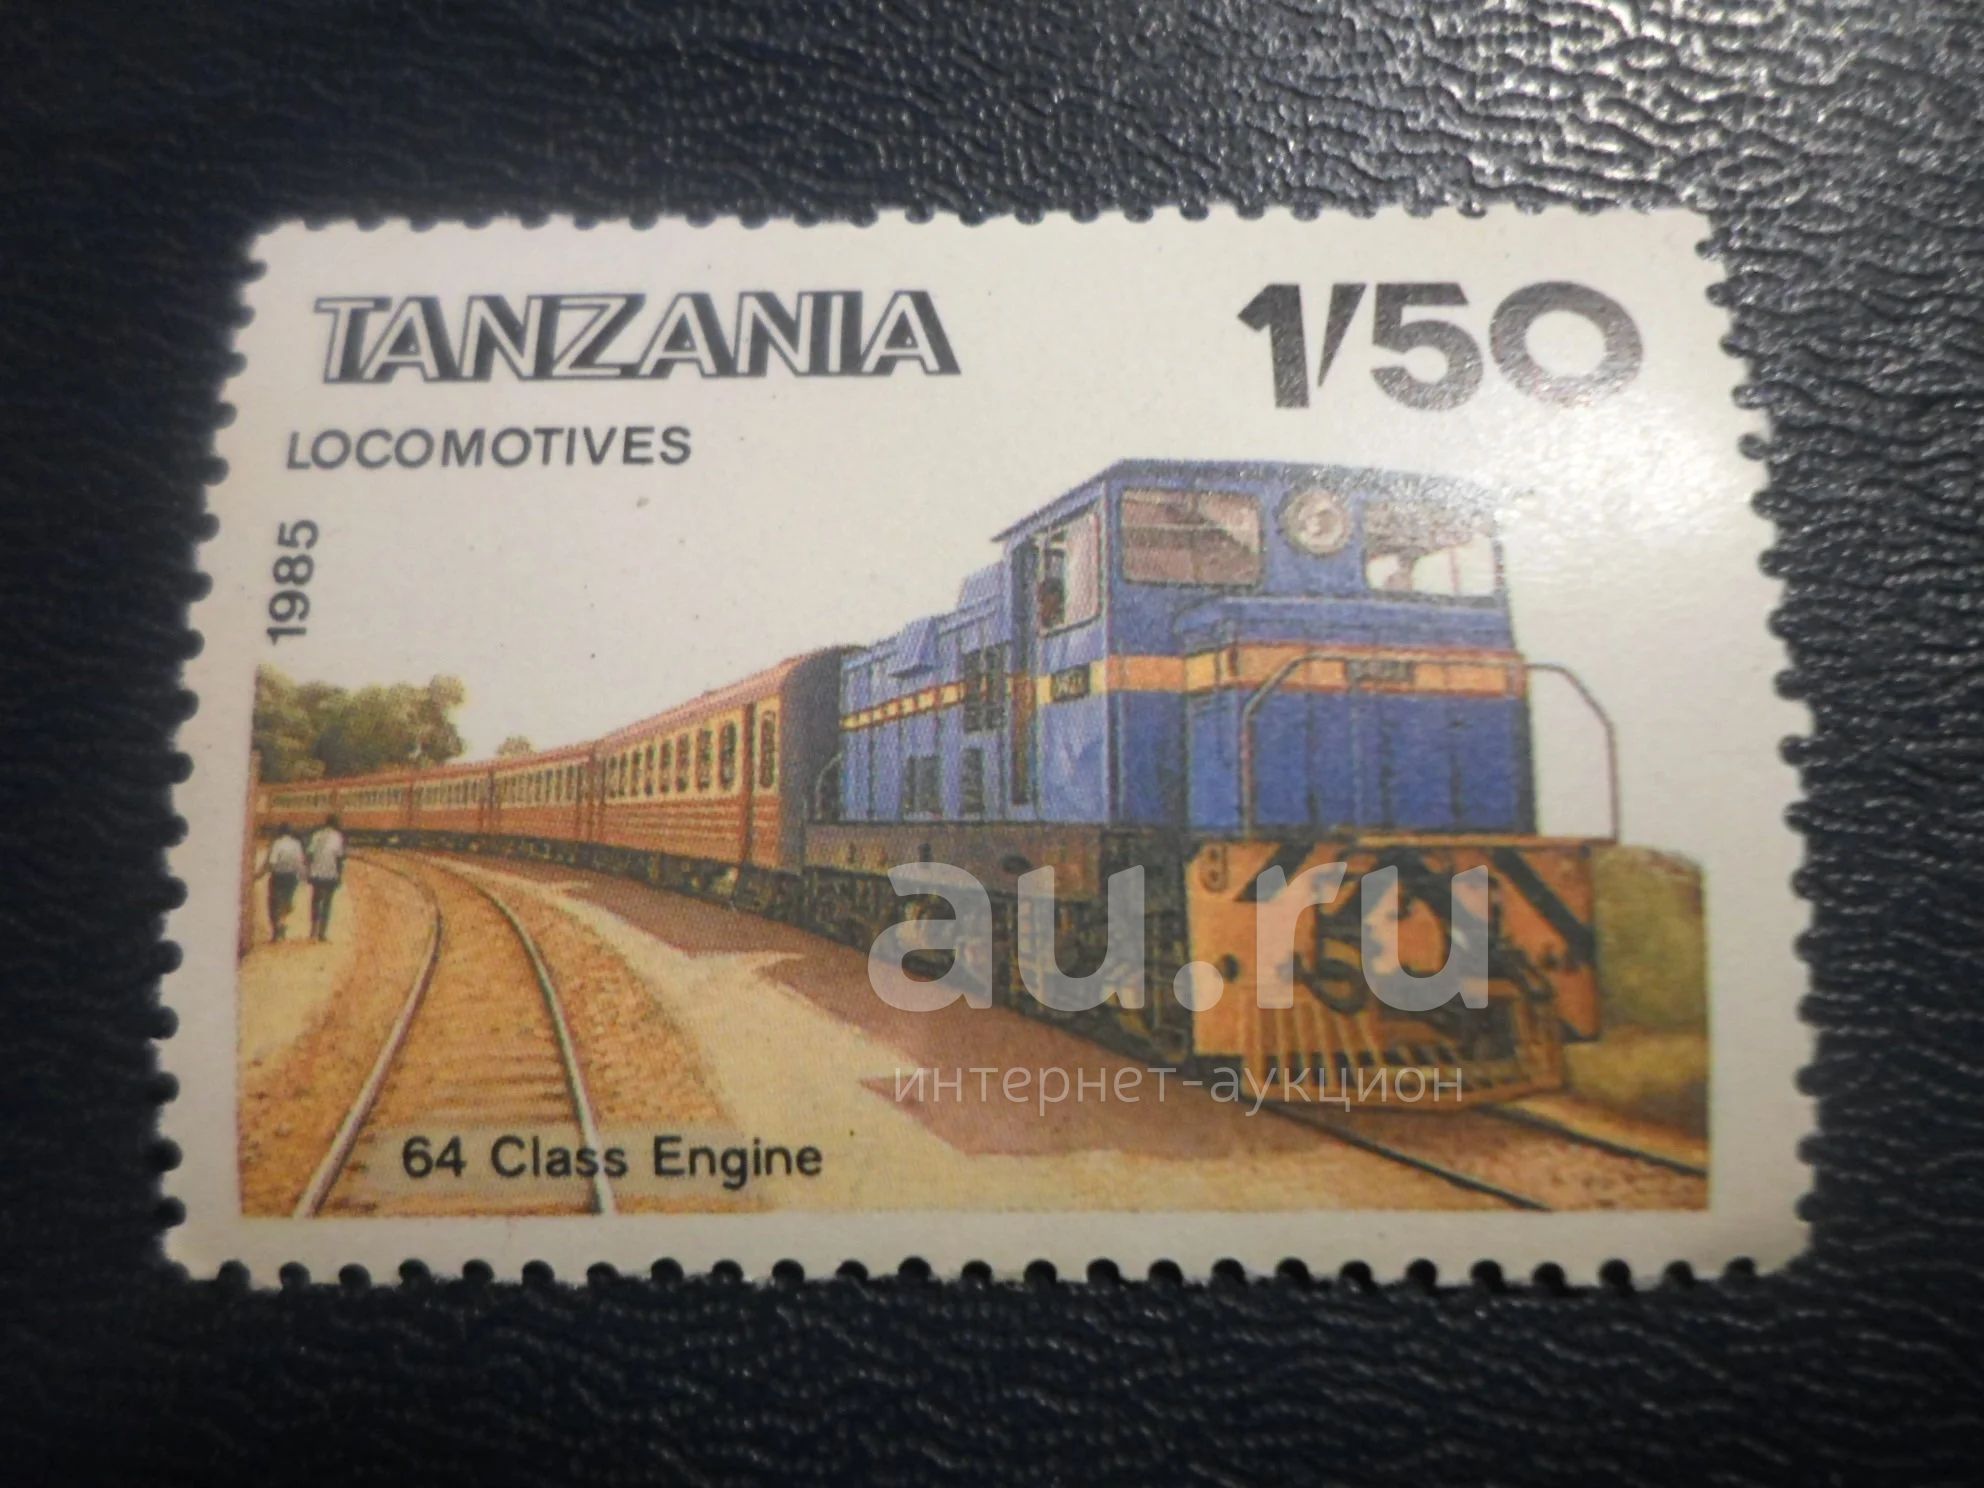 TANZANIA 1/50
LOCOMOTIVES
1985
64 Class Engine
au.ru
интернет-аукцион